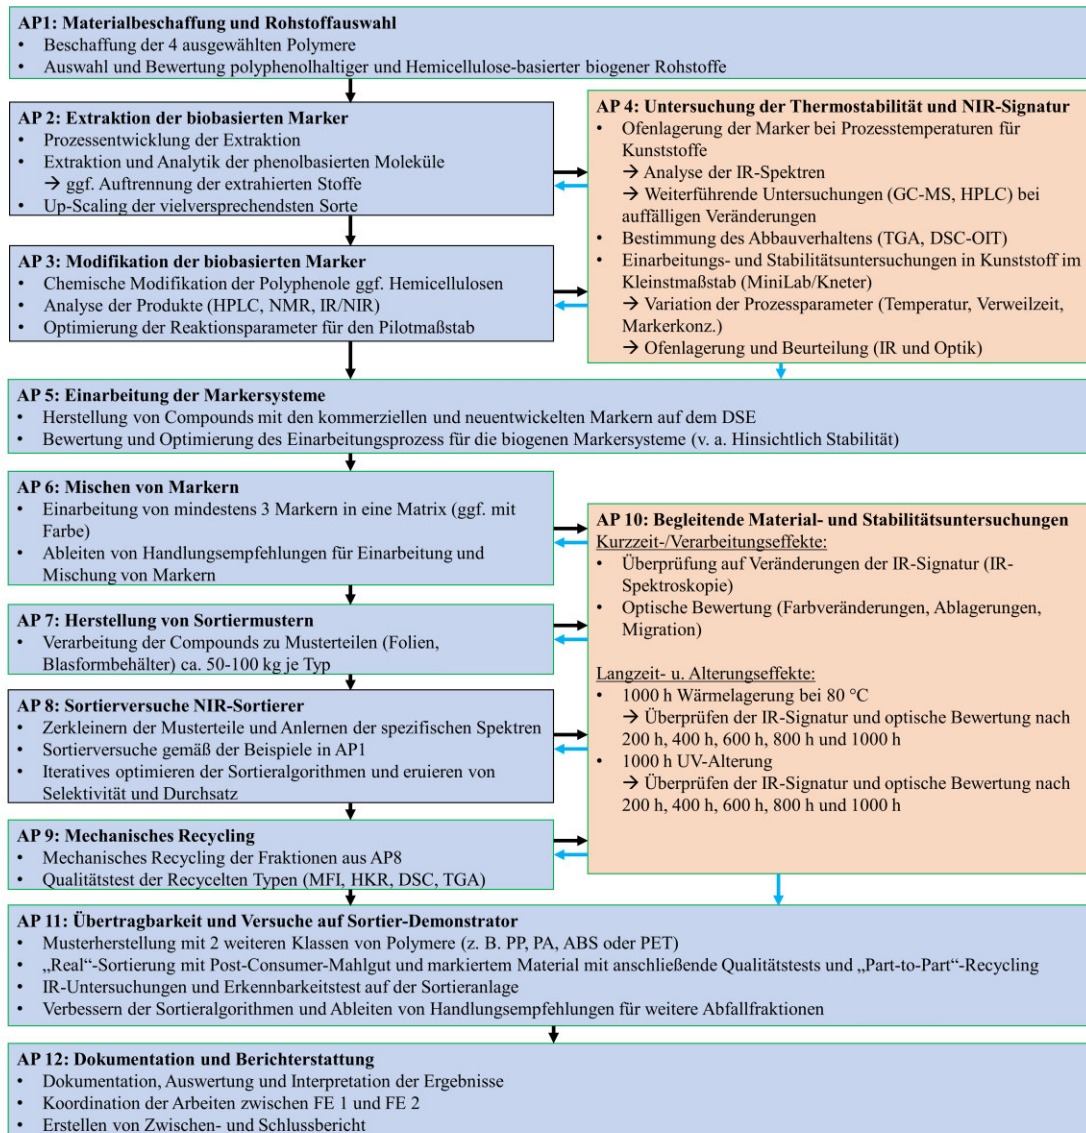 AP1: Materialbeschaffung und Rohstoffauswahl
• Beschaffung der 4 ausgewählten Polymere
• Auswahl und Bewertung polyphenolhaltiger und Hemicellulose-basierter biogener Rohstoffe
AP 2: Extraktion der biobasierten Marker
• Prozessentwicklung der Extraktion
• Extraktion und Analytik der phenolbasierten Moleküle
→ ggf. Auftrennung der extrahierten Stoffe
• Up-Scaling der vielversprechendsten Sorte
AP 3: Modifikation der biobasierten Marker
• Chemische Modifikation der Polyphenole ggf. Hemicellulosen
• Analyse der Produkte (HPLC, NMR, IR/NIR)
• Optimierung der Reaktionsparameter für den Pilotmaßstab
AP 4: Untersuchung der Thermostabilität und NIR-Signatur
• Ofenlagerung der Marker bei Prozesstemperaturen für
Kunststoffe
→ Analyse der IR-Spektren
→ Weiterführende Untersuchungen (GC-MS, HPLC) bei
auffälligen Veränderungen
• Bestimmung des Abbauverhaltens (TGA, DSC-OIT)
• Einarbeitungs- und Stabilitätsuntersuchungen in Kunststoff im
Kleinstmaßstab (MiniLab/Kneter)
→ Variation der Prozessparameter (Temperatur, Verweilzeit,
Markerkonz.)
→ Ofenlagerung und Beurteilung (IR und Optik)
AP 5: Einarbeitung der Markersysteme
• Herstellung von Compounds mit den kommerziellen und neuentwickelten Markern auf dem DSE
• Bewertung und Optimierung des Einarbeitungsprozess für die biogenen Markersysteme (v. a. Hinsichtlich Stabilität)
AP 6: Mischen von Markern
• Einarbeitung von mindestens 3 Markern in eine Matrix (ggf. mit
Farbe)
• Ableiten von Handlungsempfehlungen für Einarbeitung und
Mischung von Markern
AP 7: Herstellung von Sortiermustern
• Verarbeitung der Compounds zu Musterteilen (Folien,
Blasformbehälter) ca. 50-100 kg je Typ
AP 8: Sortierversuche NIR-Sortierer
• Zerkleinern der Musterteile und Anlernen der spezifischen Spektren
• Sortierversuche gemäß der Beispiele in AP1
• Iteratives optimieren der Sortieralgorithmen und eruieren von
Selektivität und Durchsatz
AP 9: Mechanisches Recycling
• Mechanisches Recycling der Fraktionen aus AP8
• Qualitätstest der Recycelten Typen (MFI, HKR, DSC, TGA)
AP 10: Begleitende Material- und Stabilitätsuntersuchungen
Kurzzeit-/Verarbeitungseffekte:
• Überprüfung auf Veränderungen der IR-Signatur (IR-
Spektroskopie)
• Optische Bewertung (Farbveränderungen, Ablagerungen,
Migration)
Langzeit- u. Alterungseffekte:
• 1000 h Wärmelagerung bei 80 °C
→ Überprüfen der IR-Signatur und optische Bewertung nach
200 h, 400 h, 600 h, 800 h und 1000 h
• 1000 h UV-Alterung
→ Überprüfen der IR-Signatur und optische Bewertung nach
200 h, 400 h, 600 h, 800 h und 1000 h
AP 11: Übertragbarkeit und Versuche auf Sortier-Demonstrator
• Musterherstellung mit 2 weiteren Klassen von Polymere (z. B. PP, PA, ABS oder PET)
• „Real“-Sortierung mit Post-Consumer-Mahlgut und markiertem Material mit anschließende Qualitätstests und „Part-to-Part“-Recycling
• IR-Untersuchungen und Erkennbarkeitstest auf der Sortieranlage
• Verbessern der Sortieralgorithmen und Ableiten von Handlungsempfehlungen für weitere Abfallfraktionen
AP 12: Dokumentation und Berichterstattung
• Dokumentation, Auswertung und Interpretation der Ergebnisse
• Koordination der Arbeiten zwischen FE 1 und FE 2
• Erstellen von Zwischen- und Schlussbericht